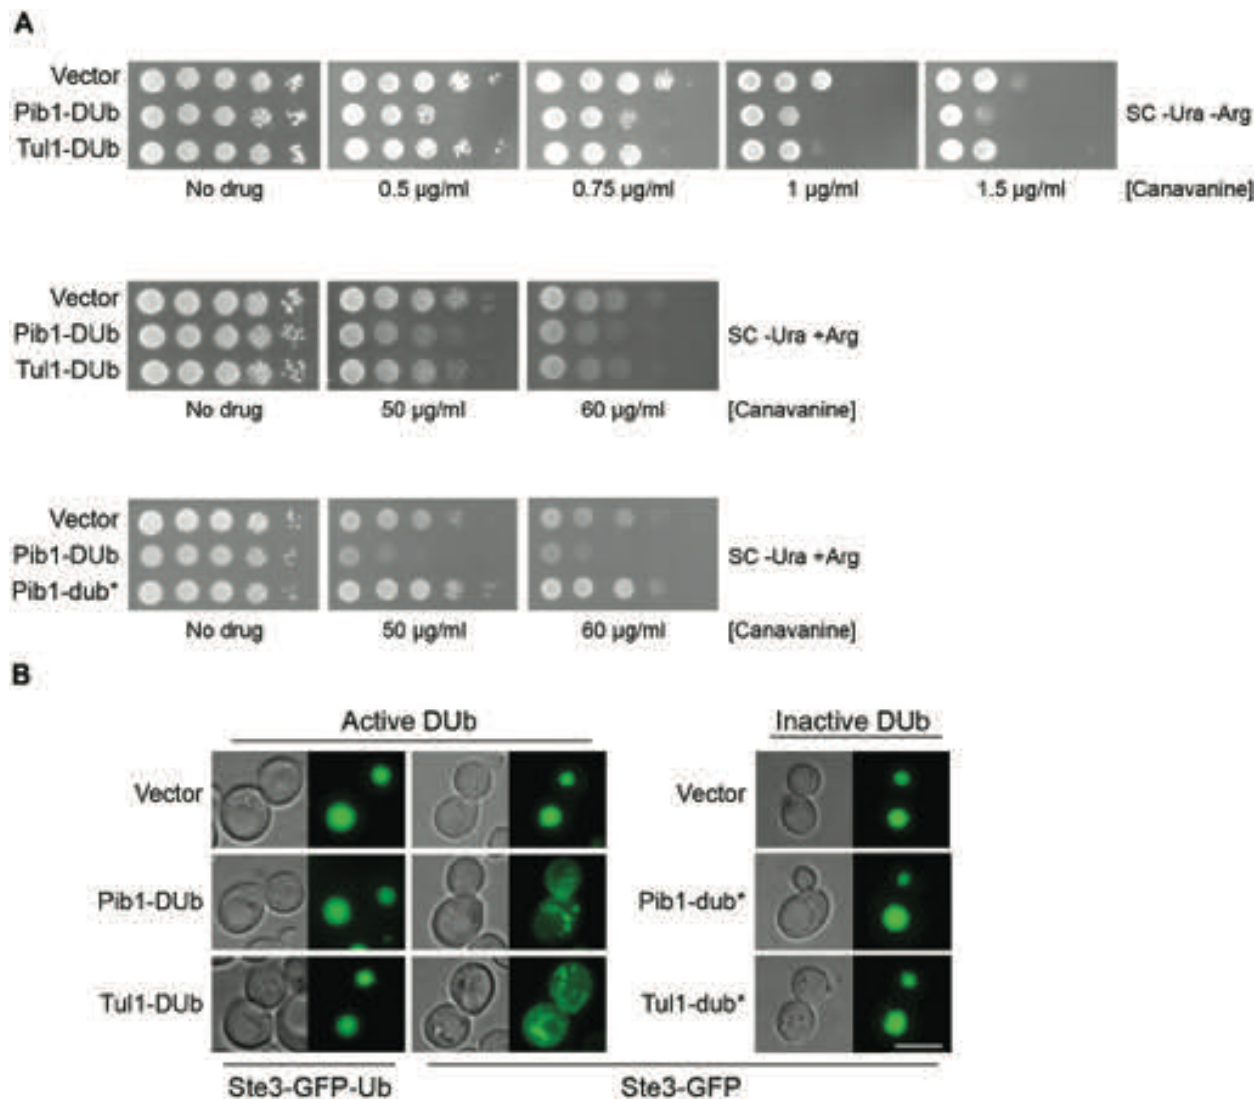 A
Vector
Pib1-DUb
Tul1-DUb
SC -Ura -Arg
No drug 0.5 µg/ml 0.75 µg/ml 1 µg/ml 1.5 µg/ml [Canavanine]
Vector
Pib1-DUb
Tul1-DUb
SC -Ura +Arg
No drug 50 µg/ml 60 µg/ml [Canavanine]
Vector
Pib1-DUb
Pib1-dub*
SC -Ura +Arg
No drug 50 µg/ml 60 µg/ml [Canavanine]
B
Active DUb Inactive DUb
Vector Vector
Pib1-DUb Pib1-dub*
Tul1-DUb Tul1-dub*
Ste3-GFP-Ub Ste3-GFP